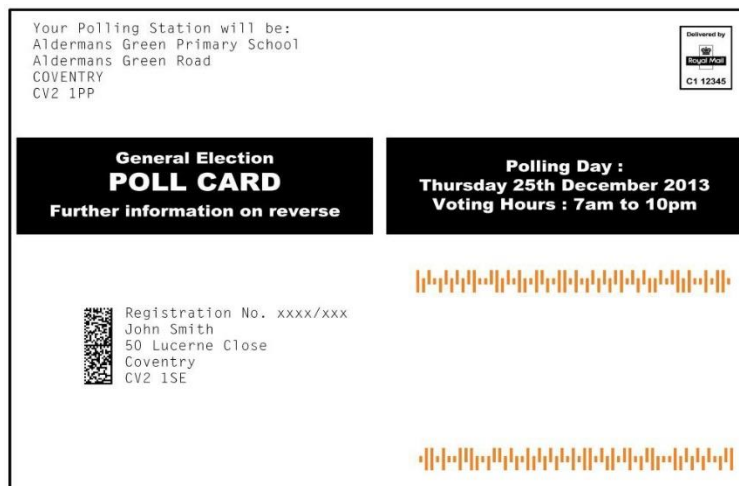 Your Polling Station will be:
Aldermans Green Primary School
Aldermans Green Road
COVENTRY
CV2 1PP
Delivered by
Royal Mail
C1 12345
General Election
POLL CARD
Further information on reverse
Polling Day :
Thursday 25th December 2013
Voting Hours : 7am to 10pm
Registration No. xxxx/xxx
John Smith
50 Lucerne Close
Coventry
CV2 1SE